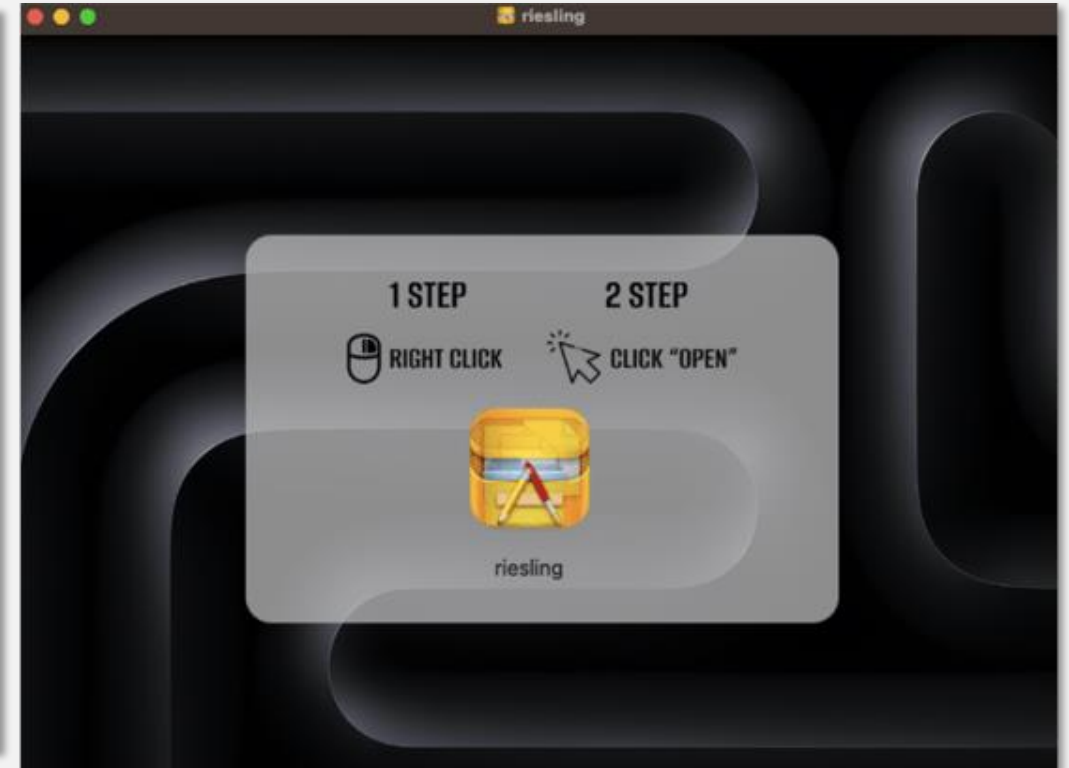 riesling
1 STEP
2 STEP
RIGHT CLICK
CLICK “OPEN”
riesling